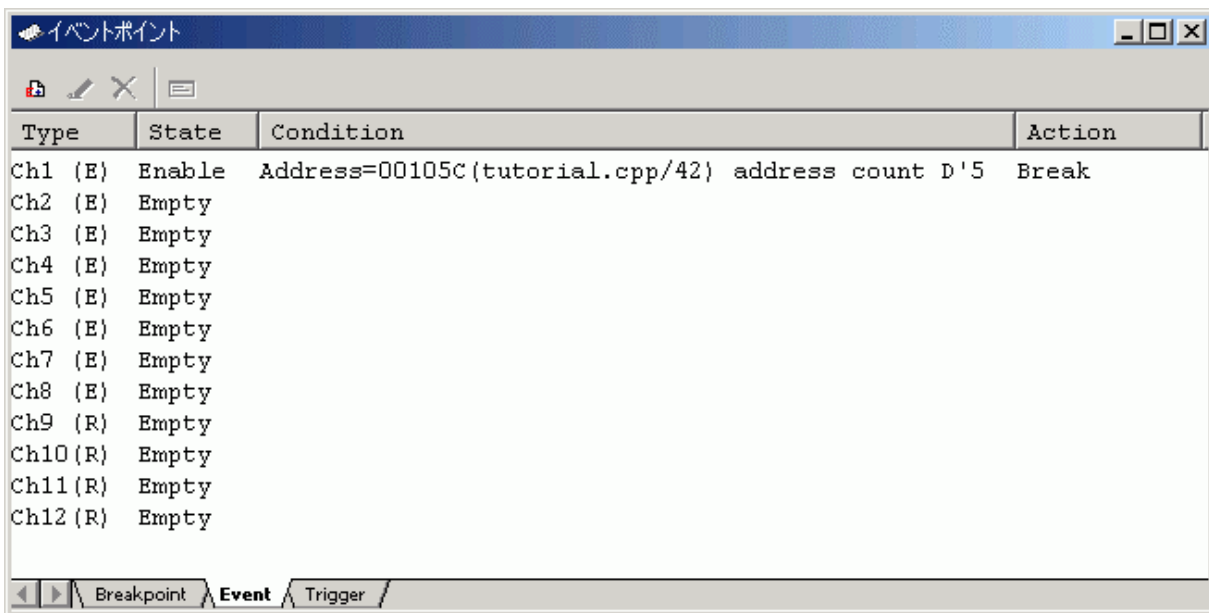 イベントポイント
Type State Condition Action
Ch1 (E) Enable Address=00105C(tutorial.cpp/42) address count D'5 Break
Ch2 (E) Empty
Ch3 (E) Empty
Ch4 (E) Empty
Ch5 (E) Empty
Ch6 (E) Empty
Ch7 (E) Empty
Ch8 (E) Empty
Ch9 (R) Empty
Ch10(R) Empty
Ch11(R) Empty
Ch12(R) Empty
Breakpoint Event Trigger